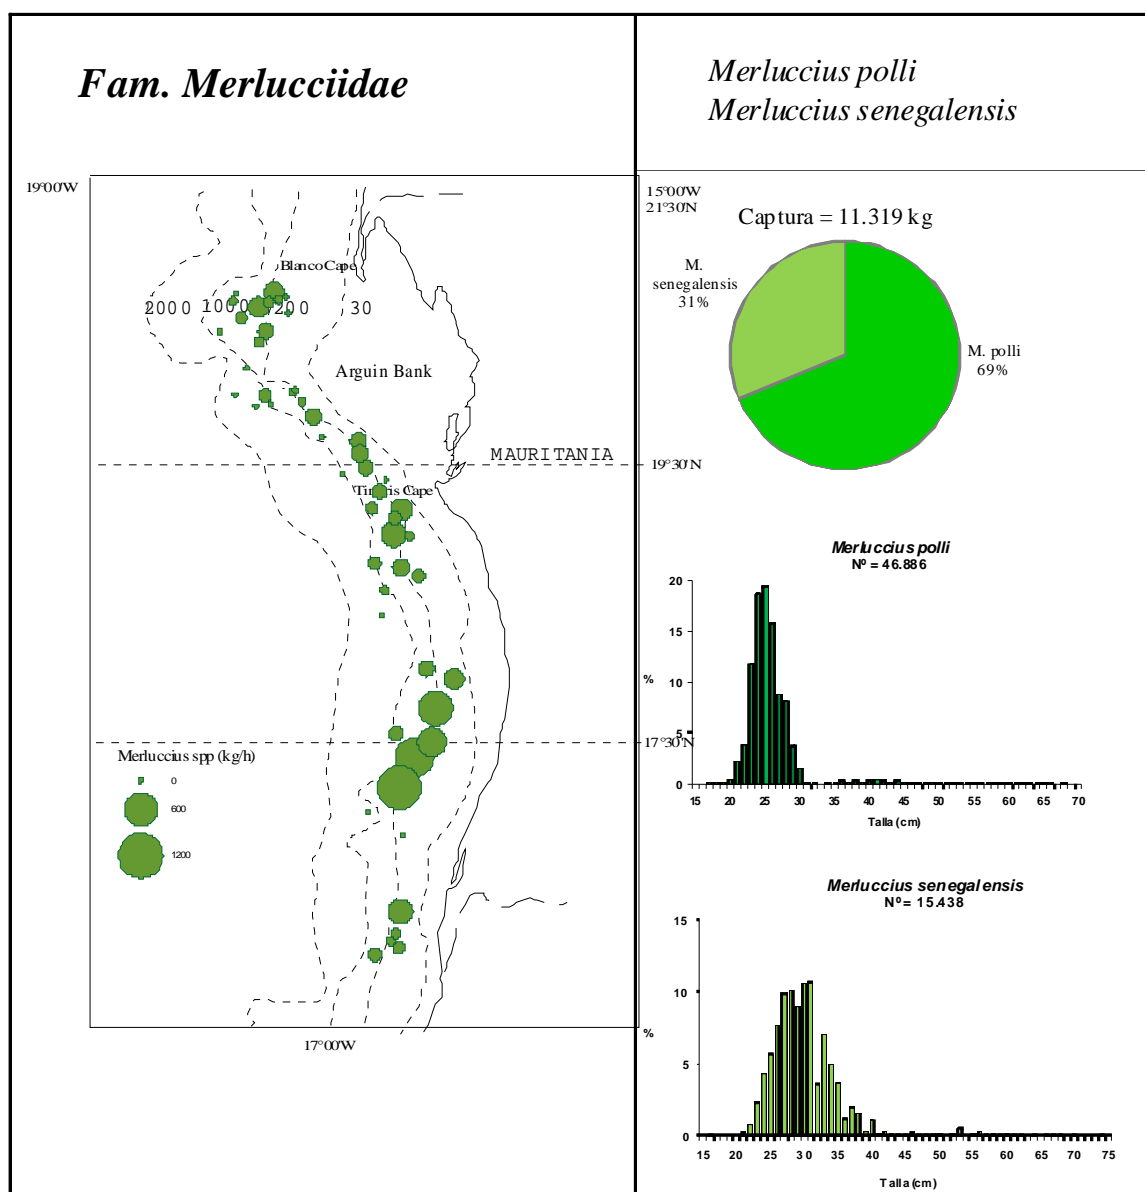 Fam. Merlucciidae
Merluccius polli
Merluccius senegalensis
19°00'W
15°00'W
21°30'N
Blanco Cape
2000 1000 200 30
Arguin Bank
MAURITANIA
19°30'N
Cape
17°30'N
Merluccius spp (kg/h)
0
600
1200
17°00'W
Captura = 11.319 kg
M.
senegalensis
31%
M. polli
69%
Merluccius polli
Nº = 46.886
20
15
10
5
0
%
15 20 25 30 35 40 45 50 55 60 65 70
Talla (cm)
Merluccius senegalensis
Nº = 15.438
15
10
5
0
%
15 20 25 30 35 40 45 50 55 60 65 70 75
Talla (cm)